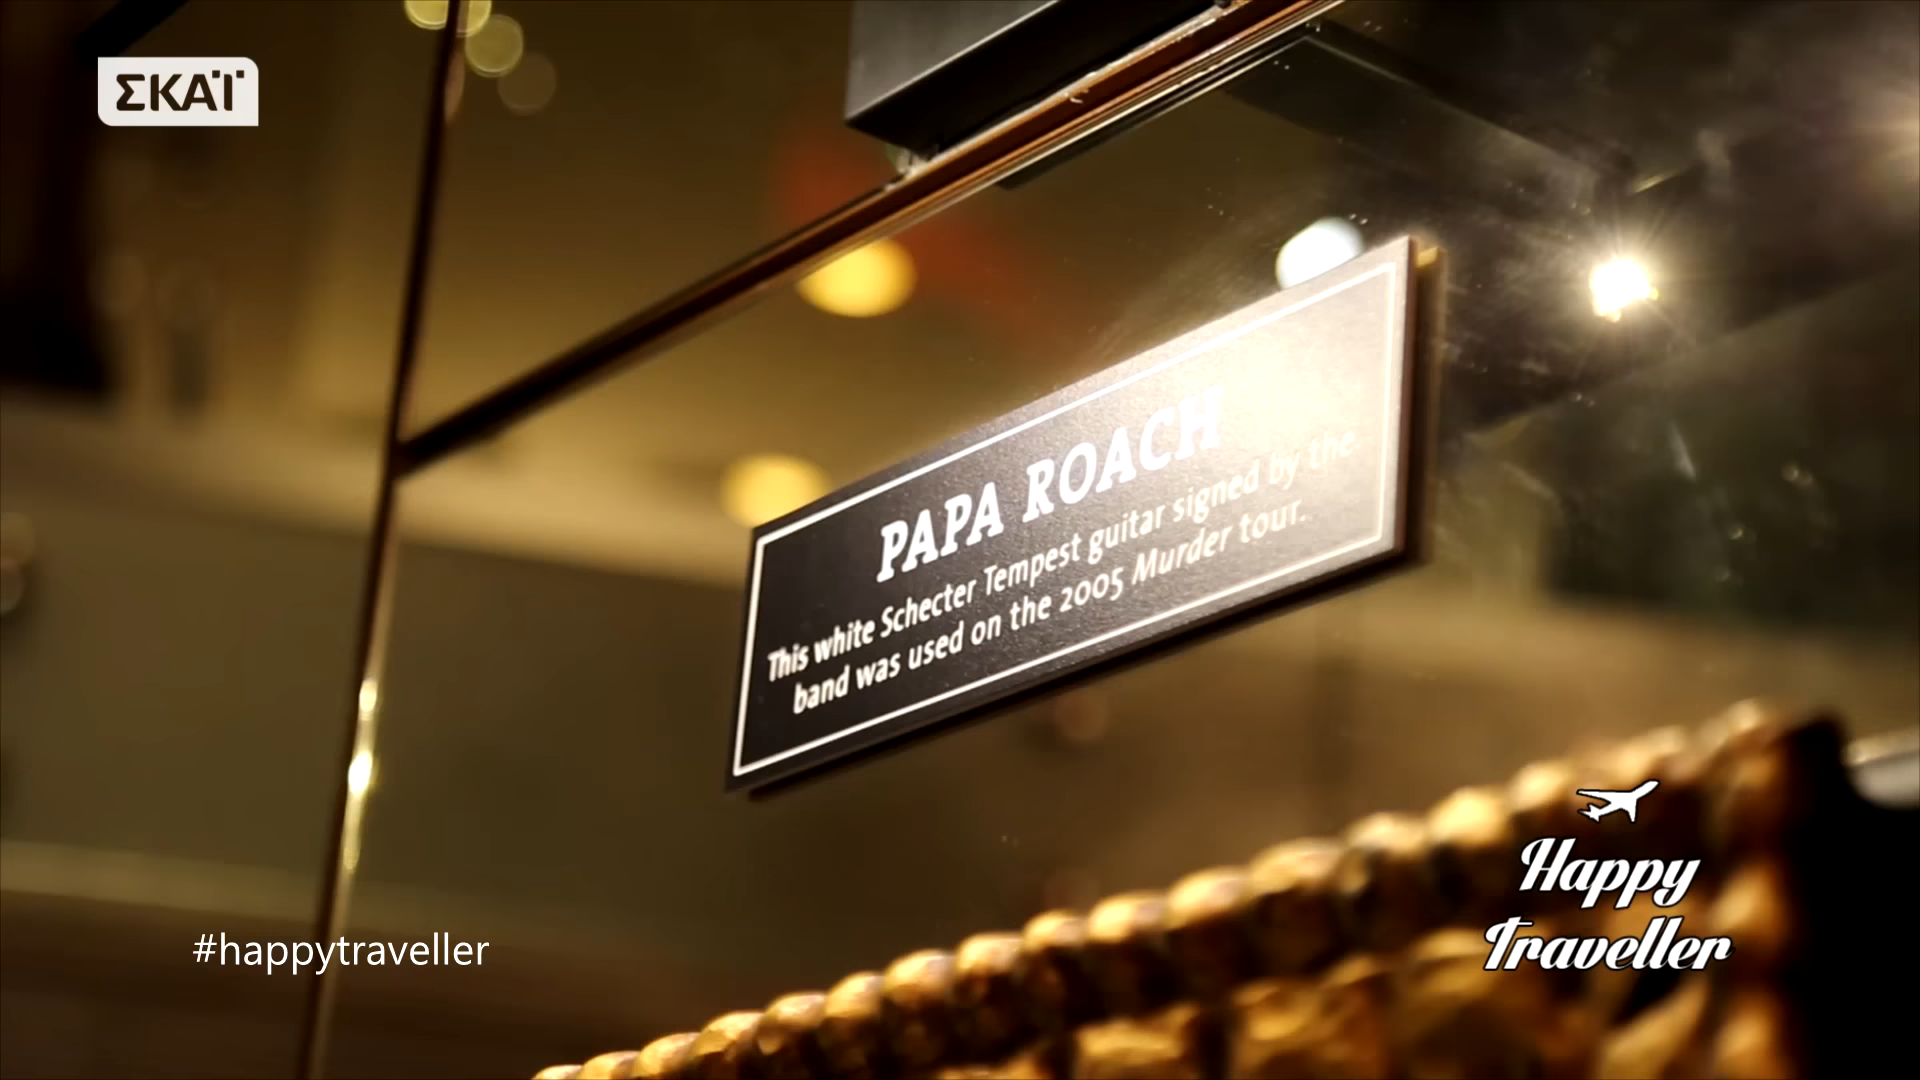 ΣΚΑΪ
PAPA ROACH
This white Schecter Tempest guitar signed by the
band was used on the 2005 Murder tour.
Happy
Traveller
#happytraveller